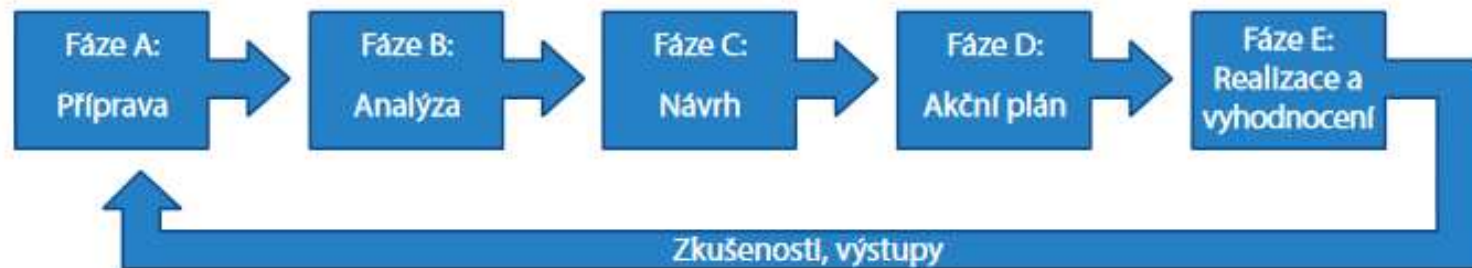 Fáze A:
Příprava
Fáze B:
Analýza
Fáze C:
Návrh
Fáze D:
Akční plán
Fáze E:
Realizace a
vyhodnocení
Zkušenosti, výstupy